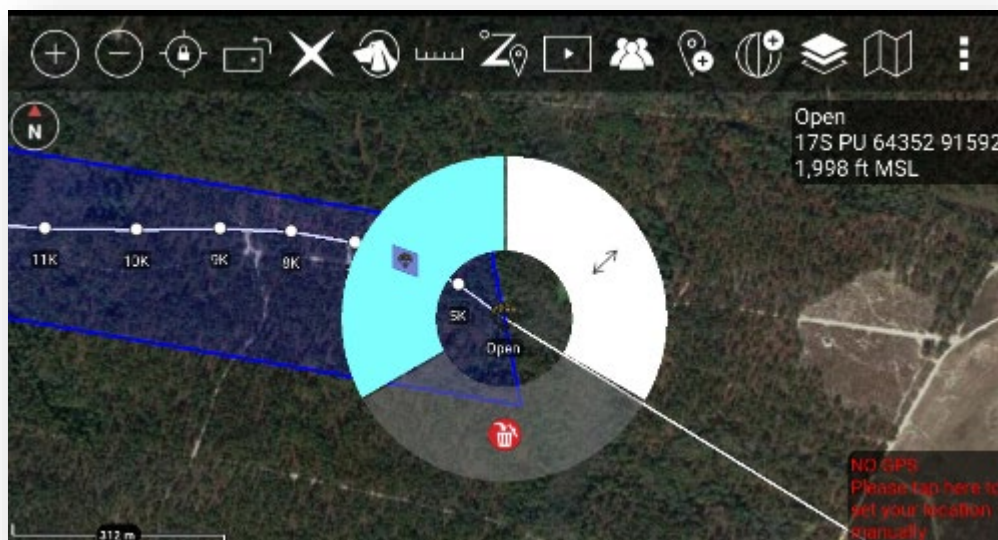 N
Open
17S PU 64352 91592
1,998 ft MSL
11K
10K
9K
8K
5K
Open
NO GPS
Please tap here to
set your location
manually
312 m